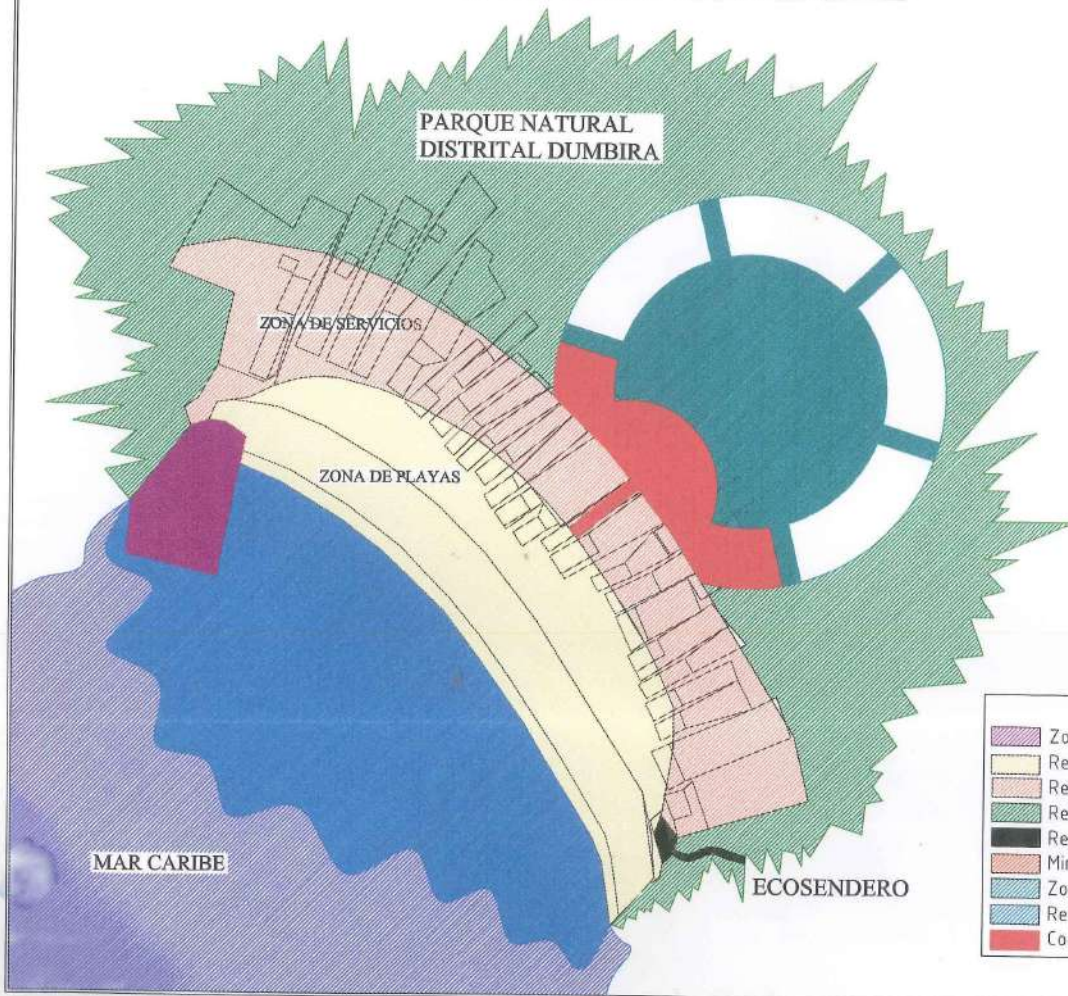 PARQUE NATURAL
DISTRITAL DUMBIRA
ZONA DE SERVICIOS
ZONA DE PLAYAS
MAR CARIBE
ECOSENDERO
Zo
Re
Re
Re
Re
Mir
Zo
Re
Co